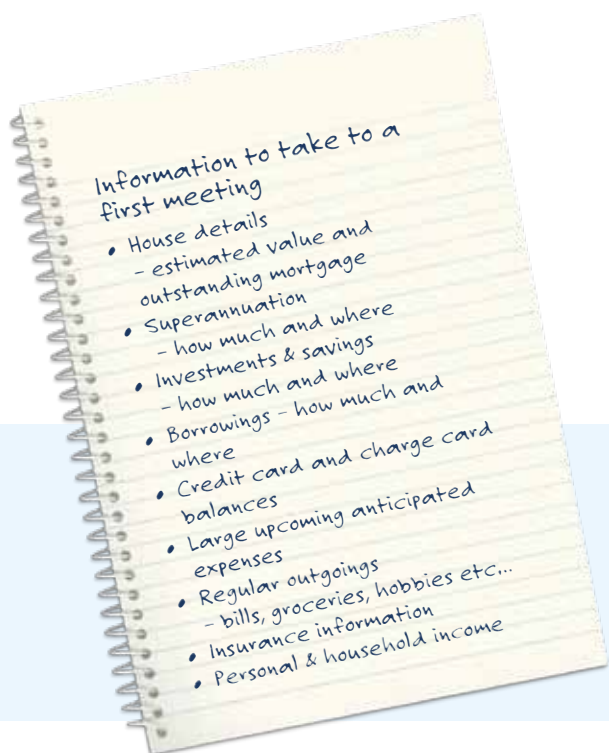 Information to take to a
first meeting
• House details
– estimated value and
outstanding mortgage
• Superannuation
– how much and where
• Investments & savings
– how much and where
• Borrowings – how much and
where
• Credit card and charge card
balances
• Large upcoming anticipated
expenses
• Regular outgoings
– bills, groceries, hobbies etc...
• Insurance information
• Personal & household income